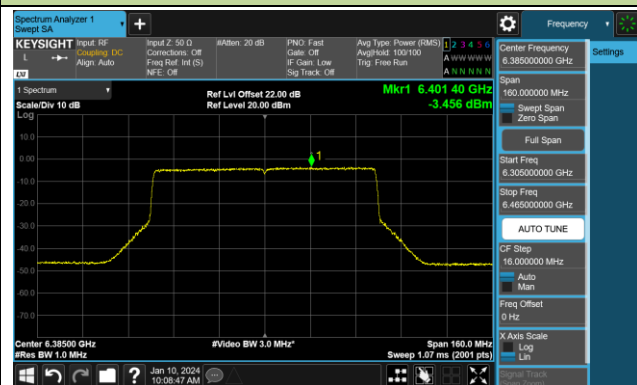 Spectrum Analyzer 1
Swept SA
Frequency
KEYSIGHT
L
LXI
Input: RF
Coupling: DC
Align: Auto
Input Z: 50 Ω
Corrections: Off
Freq Ref: Int (S)
NFE: Off
#Atten: 20 dB
PNO: Fast
Gate: Off
IF Gain: Low
Sig Track: Off
Avg Type: Power (RMS)
Avg|Hold: 100/100
Trig: Free Run
1 2 3 4 5 6
A W W W W W
A N N N N N
1 Spectrum
Scale/Div 10 dB
Log
Ref Lvl Offset 22.00 dB
Ref Level 20.00 dBm
Mkr1 6.401 40 GHz
-3.456 dBm
10.0
0.00
-10.0
-20.0
-30.0
-40.0
-50.0
-60.0
-70.0
1
Center 6.38500 GHz
#Res BW 1.0 MHz
#Video BW 3.0 MHz*
Span 160.0 MHz
Sweep 1.07 ms (2001 pts)
Jan 10, 2024
10:08:47 AM
Center Frequency
6.385000000 GHz
Settings
Span
160.000000 MHz
Swept Span
Zero Span
Full Span
Start Freq
6.305000000 GHz
Stop Freq
6.465000000 GHz
AUTO TUNE
CF Step
16.000000 MHz
Auto
Man
Freq Offset
0 Hz
X Axis Scale
Log
Lin
Signal Track